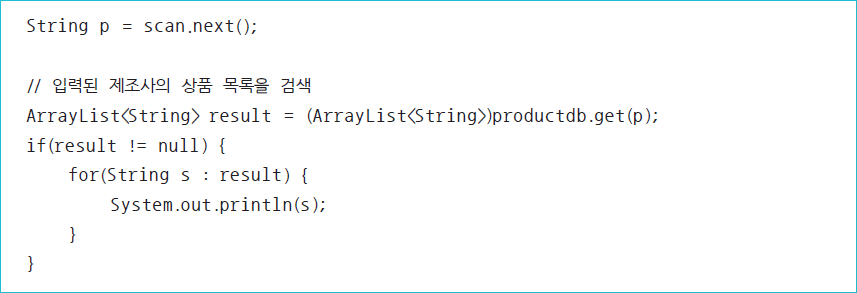 String p = scan.next();
// 입력된 제조사의 상품 목록을 검색
ArrayList<String> result = (ArrayList<String>)productdb.get(p);
if(result != null) {
for(String s : result) {
System.out.println(s);
}
}